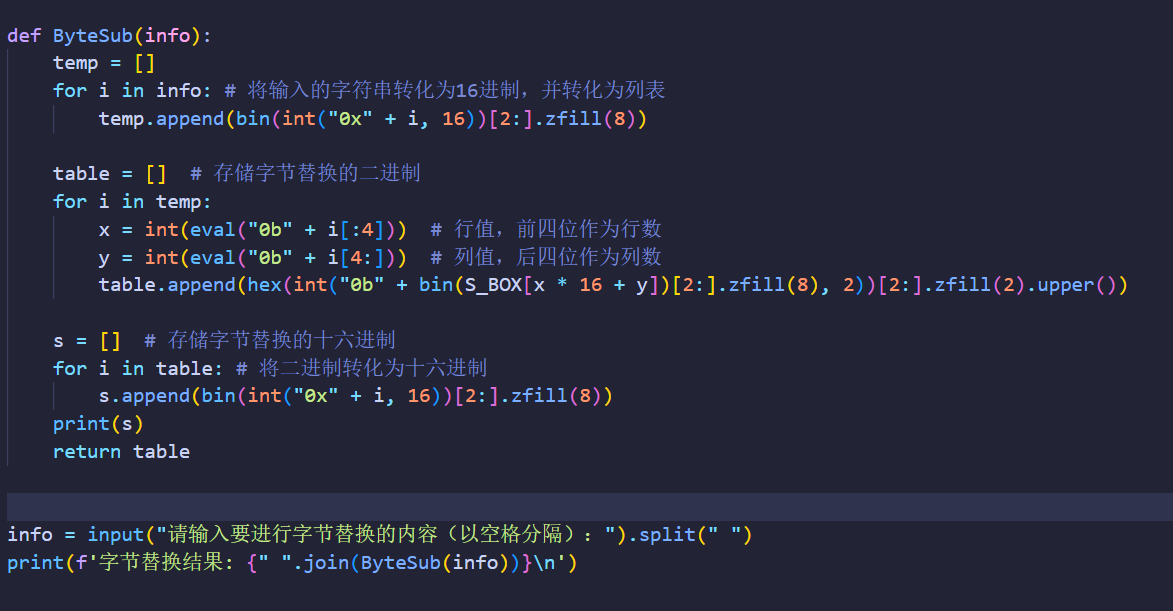 def ByteSub(info):
    temp = []
    for i in info: # 将输入的字符串转化为16进制，并转化为列表
        temp.append(bin(int("0x" + i, 16))[2:].zfill(8))
    table = []  # 存储字节替换的二进制
    for i in temp:
        x = int(eval("0b" + i[:4]))  # 行值，前四位作为行数
        y = int(eval("0b" + i[4:]))  # 列值，后四位作为列数
        table.append(hex(int("0b" + bin(S_BOX[x * 16 + y])[2:].zfill(8), 2))[2:].zfill(2).upper())
    s = []  # 存储字节替换的十六进制
    for i in table: # 将二进制转化为十六进制
        s.append(bin(int("0x" + i, 16))[2:].zfill(8))
    print(s)
    return table
info = input("请输入要进行字节替换的内容（以空格分隔）：").split(" ")
print(f'字节替换结果：{" ".join(ByteSub(info))}\n')